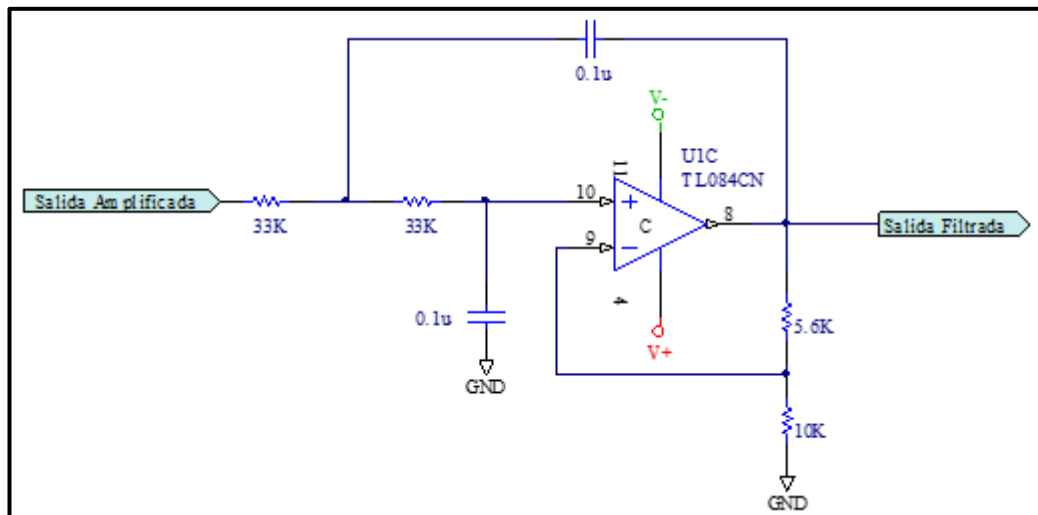 0.1u
V-
U1C
TL084CN
11
Salida Amplificada
33K
33K
10
+
C
8
Salida Filtrada
9
−
0.1u
4
V+
5.6K
GND
10K
GND